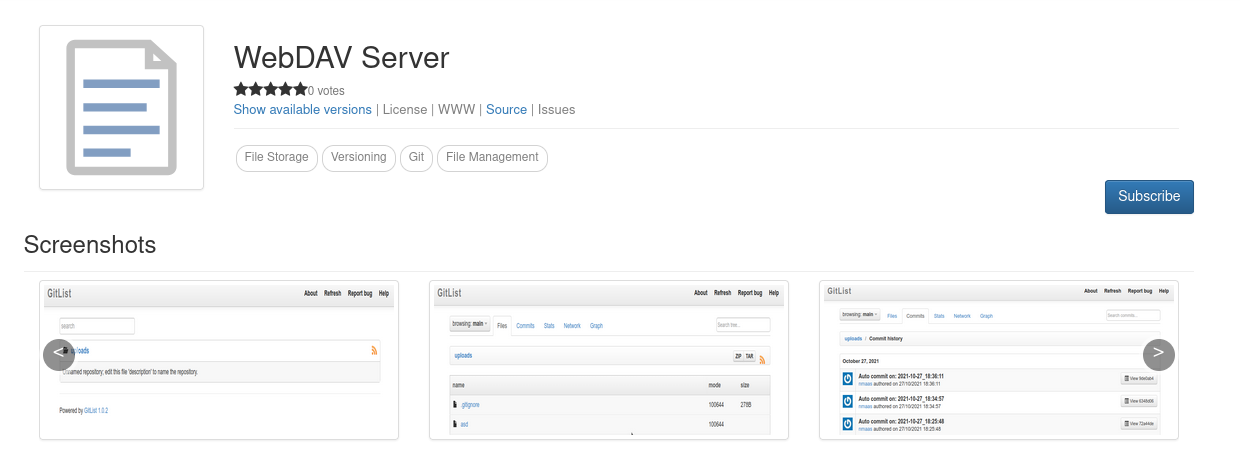 WebDAV Server
0 votes
Show available versions | License | WWW | Source | Issues
File Storage Versioning Git File Management
Subscribe
Screenshots
GitList About Refresh Report bug Help
search
<
this named repository; edit this file 'description' to name the repository.
Powered by GitList 1.0.2
GitList About Refresh Report bug Help
browsing: main Files Commits Stats Network Graph Search tree...
uploads ZIP TAR
name mode size
.gitignore 100644 278B
asd 100644
GitList About Refresh Report bug Help
browsing: main Files Commits Stats Network Graph Search commits...
uploads / Commit history
>
October 27, 2021
Auto commit on: 2021-10-27_18:36:11
nmaas authored on 27/10/2021 18:36:11
Auto commit on: 2021-10-27_18:34:57
nmaas authored on 27/10/2021 18:34:57
Auto commit on: 2021-10-27_18:25:48
nmaas authored on 27/10/2021 18:25:48
View
View
View